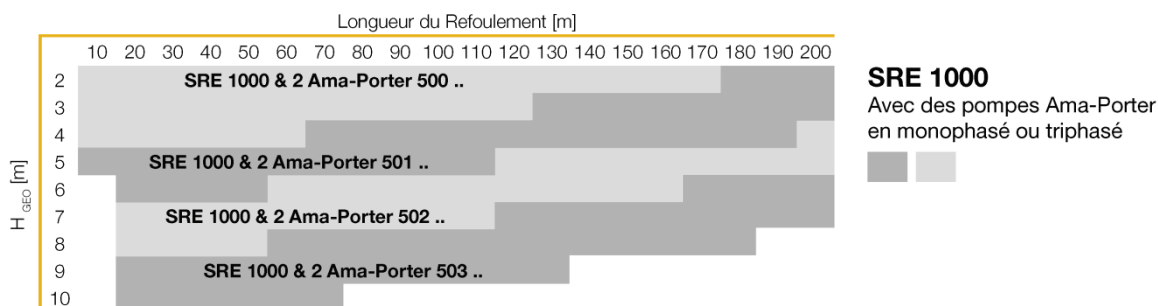 Longueur du Refoulement [m]
10 20 30 40 50 60 70 80 90 100 110 120 130 140 150 160 170 180 190 200
H GEO [m]
2 SRE 1000 & 2 Ama-Porter 500 ..
3
4
5 SRE 1000 & 2 Ama-Porter 501 ..
6
7 SRE 1000 & 2 Ama-Porter 502 ..
8
9 SRE 1000 & 2 Ama-Porter 503 ..
10
SRE 1000
Avec des pompes Ama-Porter
en monophasé ou triphasé